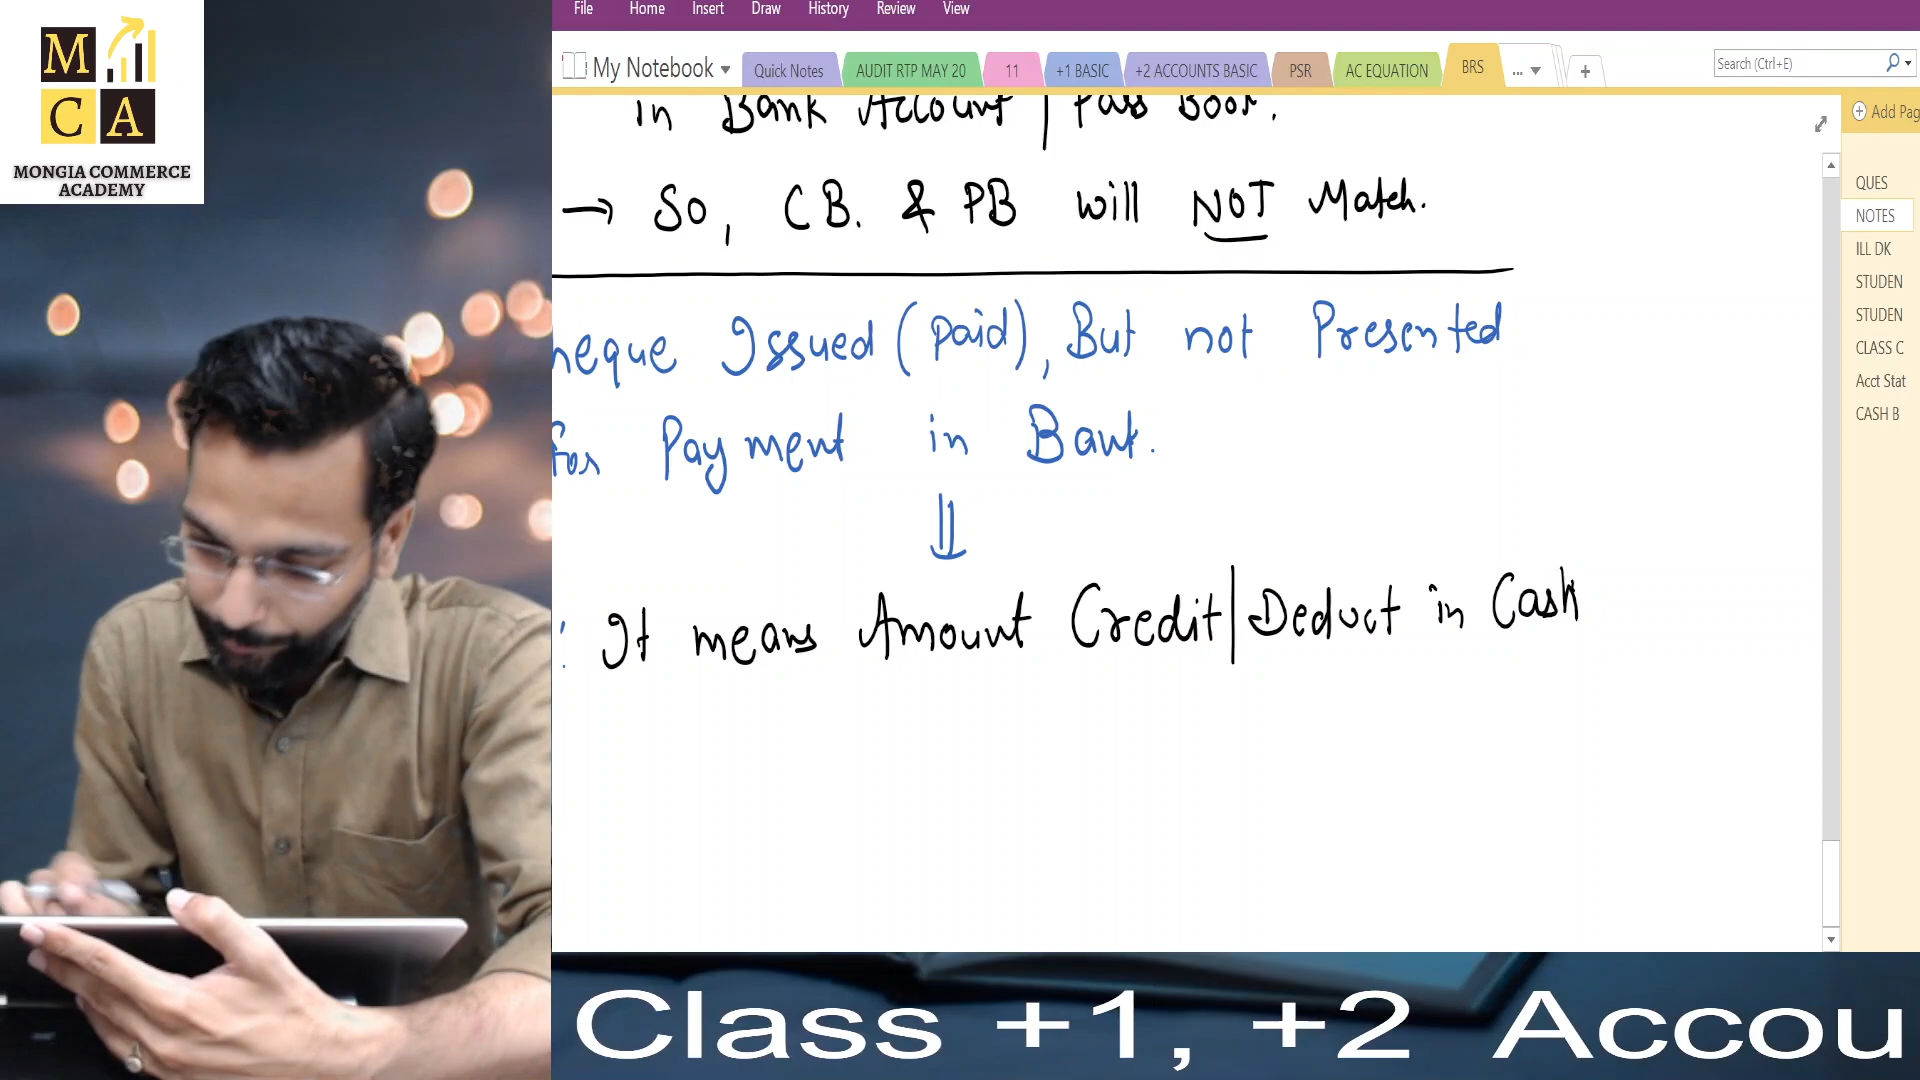 M
C A
MONGIA COMMERCE
ACADEMY
File Home Insert Draw History Review View
My Notebook Quick Notes AUDIT RTP MAY 20 11 +1 BASIC +2 ACCOUNTS BASIC PSR AC EQUATION BRS ... + Search (Ctrl+E)
+ Add Pag
QUES
NOTES
ILL DK
STUDEN
STUDEN
CLASS C
Acct Stat
CASH B
in Bank Account | Pass Book.
→ So, CB. & PB will NOT Match.
heque Issued (paid), But not Presented
for Payment in Bank.
: It means Amount Credit | Deduct in Cash
Class +1, +2 Accou